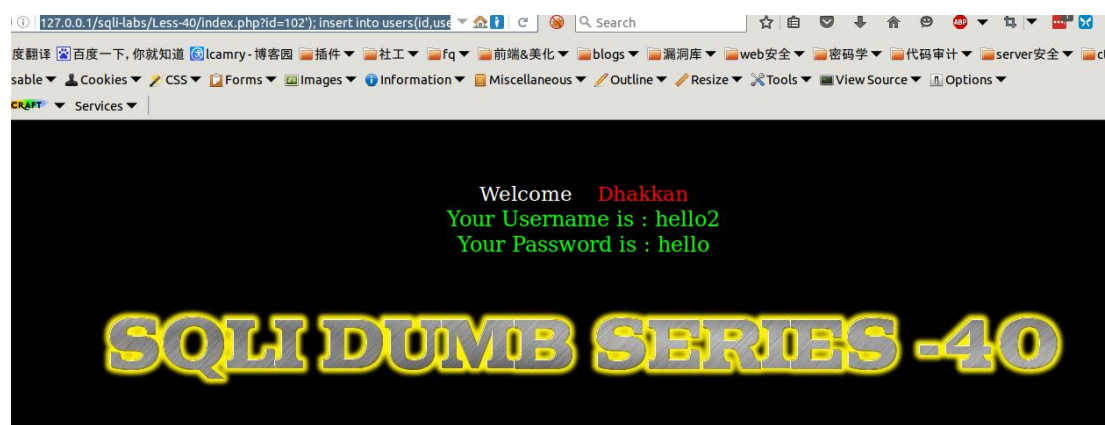 127.0.0.1/sqli-labs/Less-40/index.php?id=102'); insert into users(id,use
Search
度翻译 百度一下,你就知道 lcamry-博客园 插件 社工 fq 前端&美化 blogs 漏洞库 web安全 密码学 代码审计 server安全
sable Cookies CSS Forms Images Information Miscellaneous Outline Resize Tools View Source Options
CRAFT Services
Welcome Dhakkan
Your Username is : hello2
Your Password is : hello
SQLI DUMB SERIES -40